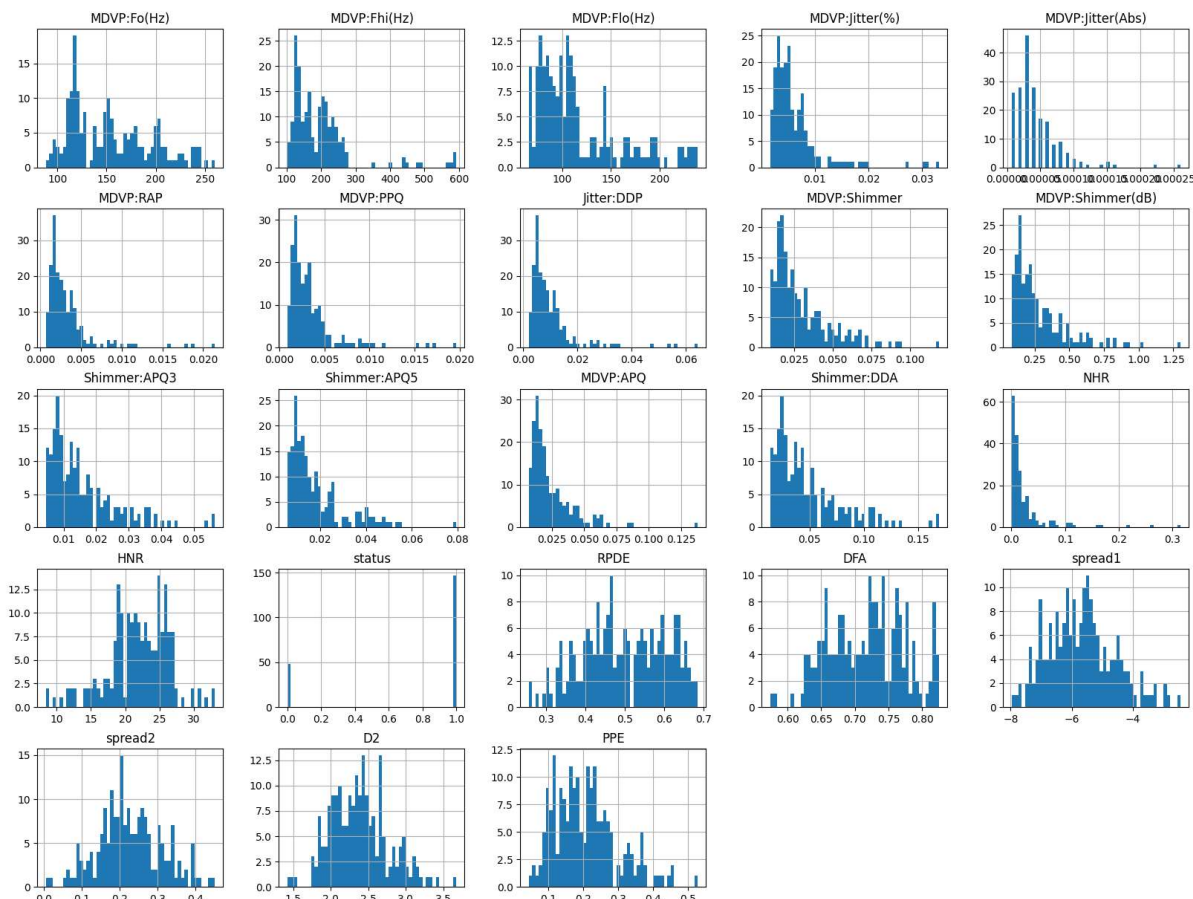 MDVP:Fo(Hz)
15
10
5
0
100 150 200 250
MDVP:Fhi(Hz)
25
20
15
10
5
0
100 200 300 400 500 600
MDVP:Flo(Hz)
12.5
10.0
7.5
5.0
2.5
0.0
100 150 200
MDVP:Jitter(%)
25
20
15
10
5
0
0.01 0.02 0.03
MDVP:Jitter(Abs)
40
30
20
10
0
0.00000 0.00005 0.00010 0.00015 0.00020 0.00025
MDVP:RAP
30
20
10
0
0.000 0.005 0.010 0.015 0.020
MDVP:PPQ
30
20
10
0
0.000 0.005 0.010 0.015 0.020
Jitter:DDP
30
20
10
0
0.00 0.02 0.04 0.06
MDVP:Shimmer
20
15
10
5
0
0.025 0.050 0.075 0.100
MDVP:Shimmer(dB)
25
20
15
10
5
0
0.25 0.50 0.75 1.00 1.25
Shimmer:APQ3
20
15
10
5
0
0.01 0.02 0.03 0.04 0.05
Shimmer:APQ5
25
20
15
10
5
0
0.02 0.04 0.06 0.08
MDVP:APQ
30
20
10
0
0.025 0.050 0.075 0.100 0.125
Shimmer:DDA
20
15
10
5
0
0.05 0.10 0.15
NHR
60
40
20
0
0.0 0.1 0.2 0.3
HNR
12.5
10.0
7.5
5.0
2.5
0.0
10 15 20 25 30
status
150
100
50
0
0.0 0.2 0.4 0.6 0.8 1.0
RPDE
10
8
6
4
2
0
0.3 0.4 0.5 0.6 0.7
DFA
10
8
6
4
2
0
0.60 0.65 0.70 0.75 0.80
spread1
10
5
0
−8 −6 −4
spread2
15
10
5
0
0.0 0.1 0.2 0.3 0.4
D2
12.5
10.0
7.5
5.0
2.5
0.0
1.5 2.0 2.5 3.0 3.5
PPE
12.5
10.0
7.5
5.0
2.5
0.0
0.1 0.2 0.3 0.4 0.5